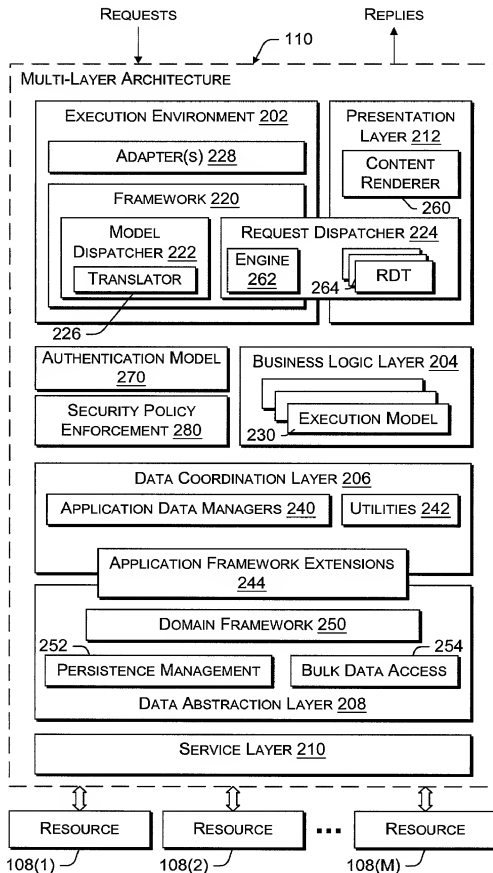 REQUESTS
REPLIES
110
MULTI-LAYER ARCHITECTURE
EXECUTION ENVIRONMENT 202
ADAPTER(S) 228
FRAMEWORK 220
MODEL
DISPATCHER 222
TRANSLATOR
226
PRESENTATION
LAYER 212
CONTENT
RENDERER
260
REQUEST DISPATCHER 224
ENGINE
262
264
RDT
AUTHENTICATION MODEL
270
SECURITY POLICY
ENFORCEMENT 280
BUSINESS LOGIC LAYER 204
EXECUTION MODEL
230
DATA COORDINATION LAYER 206
APPLICATION DATA MANAGERS 240
UTILITIES 242
APPLICATION FRAMEWORK EXTENSIONS
244
DOMAIN FRAMEWORK 250
252
254
PERSISTENCE MANAGEMENT
BULK DATA ACCESS
DATA ABSTRACTION LAYER 208
SERVICE LAYER 210
RESOURCE
RESOURCE
RESOURCE
108(1)
108(2)
108(M)